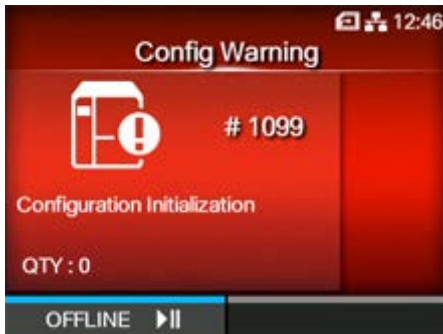 12:46
Config Warning
# 1099
Configuration Initialization
QTY : 0
OFFLINE